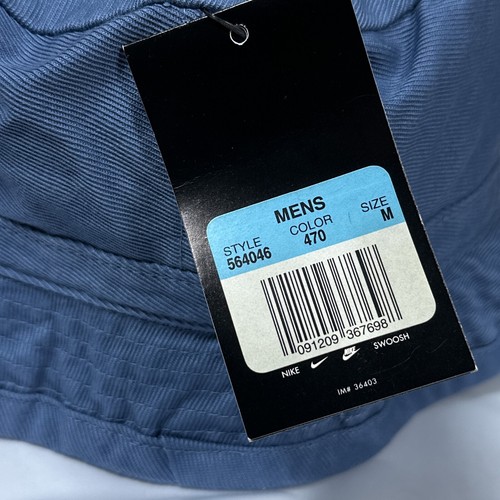 MENS
STYLE COLOR SIZE
564046 470 M
091209 367698
NIKE SWOOSH
IM# 36403